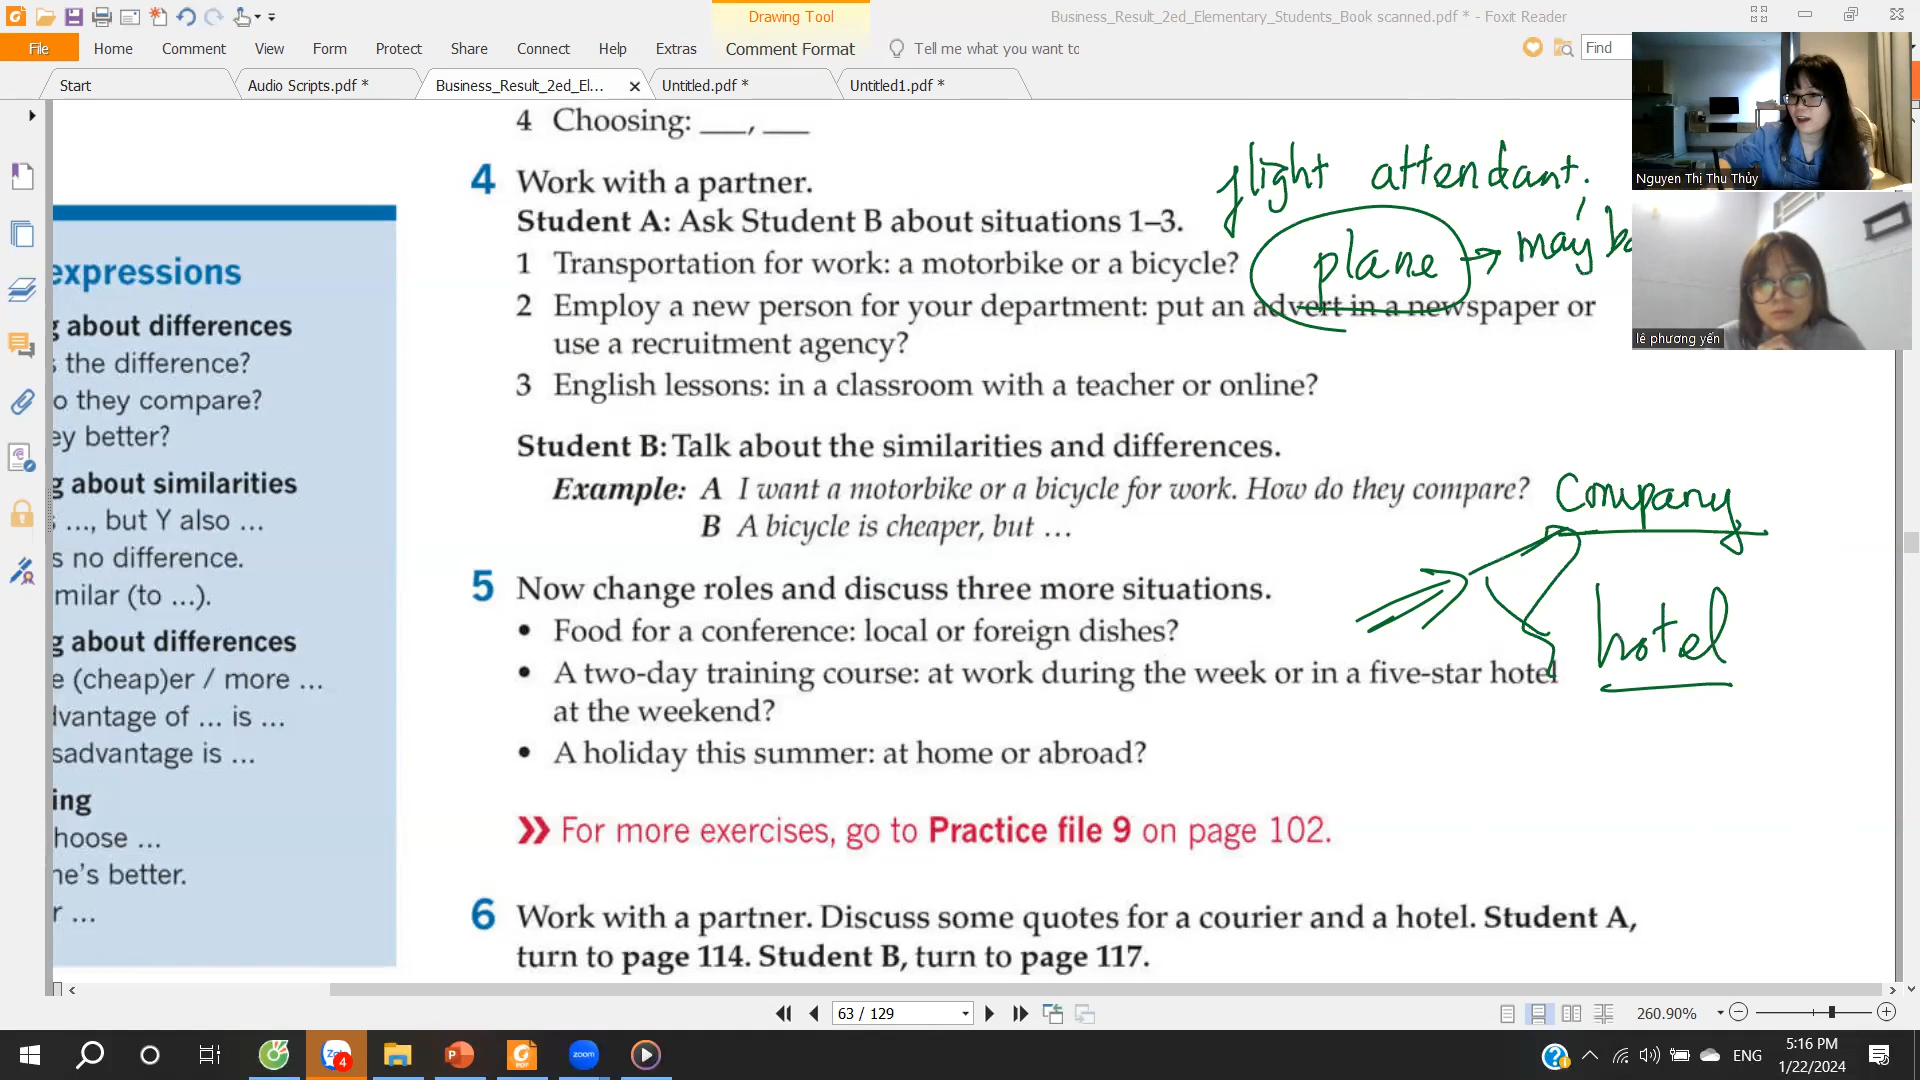 Drawing Tool
Business_Result_2ed_Elementary_Students_Book scanned.pdf * - Foxit Reader
File Home Comment View Form Protect Share Connect Help Extras Comment Format Tell me what you want to Find
Start Audio Scripts.pdf * Business_Result_2ed_El... Untitled.pdf * Untitled1.pdf *
4 Choosing: ___, ___
4 Work with a partner.
Student A: Ask Student B about situations 1–3.
1 Transportation for work: a motorbike or a bicycle?
2 Employ a new person for your department: put an advert in a newspaper or
use a recruitment agency?
3 English lessons: in a classroom with a teacher or online?
Student B: Talk about the similarities and differences.
Example: A I want a motorbike or a bicycle for work. How do they compare?
B A bicycle is cheaper, but …
5 Now change roles and discuss three more situations.
• Food for a conference: local or foreign dishes?
• A two-day training course: at work during the week or in a five-star hotel
at the weekend?
• A holiday this summer: at home or abroad?
For more exercises, go to Practice file 9 on page 102.
6 Work with a partner. Discuss some quotes for a courier and a hotel. Student A,
turn to page 114. Student B, turn to page 117.
expressions
g about differences
the difference?
o they compare?
ey better?
g about similarities
…, but Y also …
s no difference.
milar (to …).
g about differences
e (cheap)er / more …
dvantage of … is …
sadvantage is …
ing
hoose …
ne's better.
r …
flight attendant.
plane
may b
Company
hotel
Nguyen Thị Thu Thủy
lê phương yến
63 / 129
260.90%
4
zoom
ENG
5:16 PM
1/22/2024